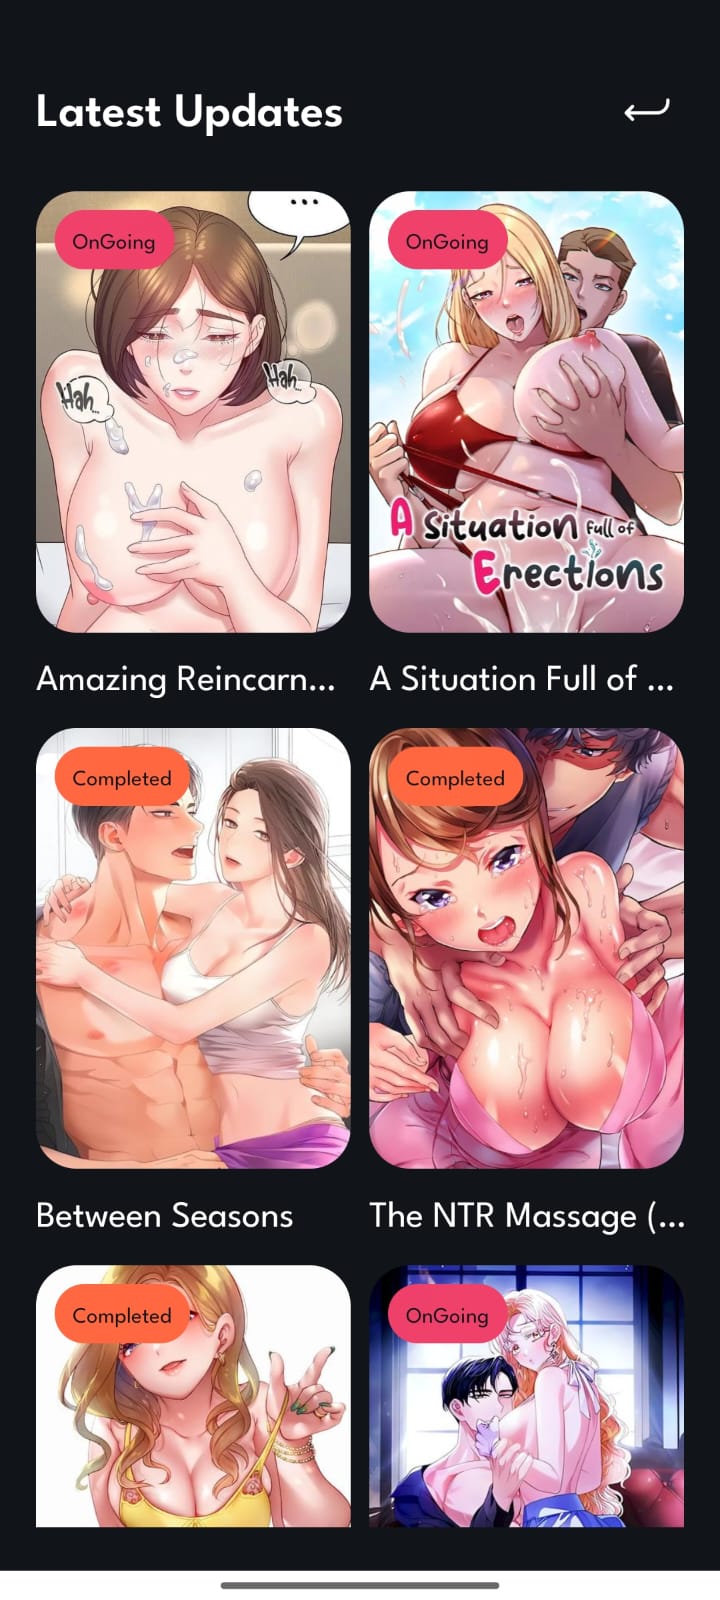 Latest Updates
...
OnGoing
Hah...
Hah...
OnGoing
A Situation Full of
Erections
Amazing Reincarn...
A Situation Full of ...
Completed
Completed
Between Seasons
The NTR Massage (...
Completed
OnGoing